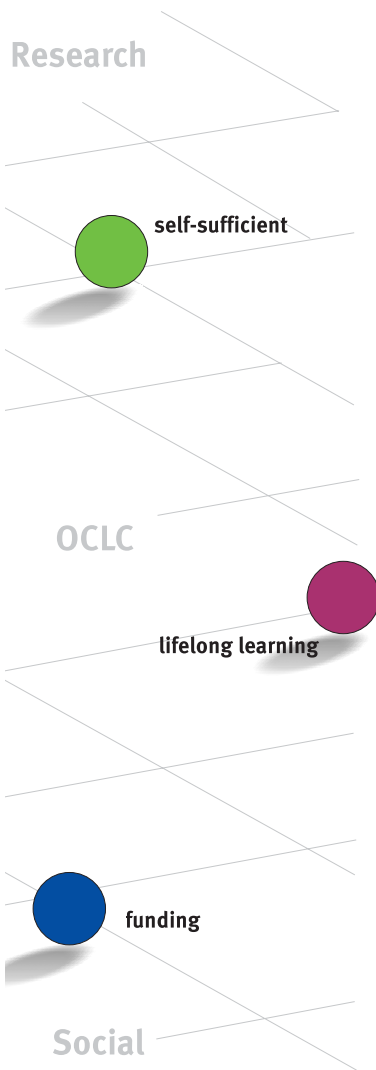 Research
self-sufficient
OCLC
lifelong learning
funding
Social